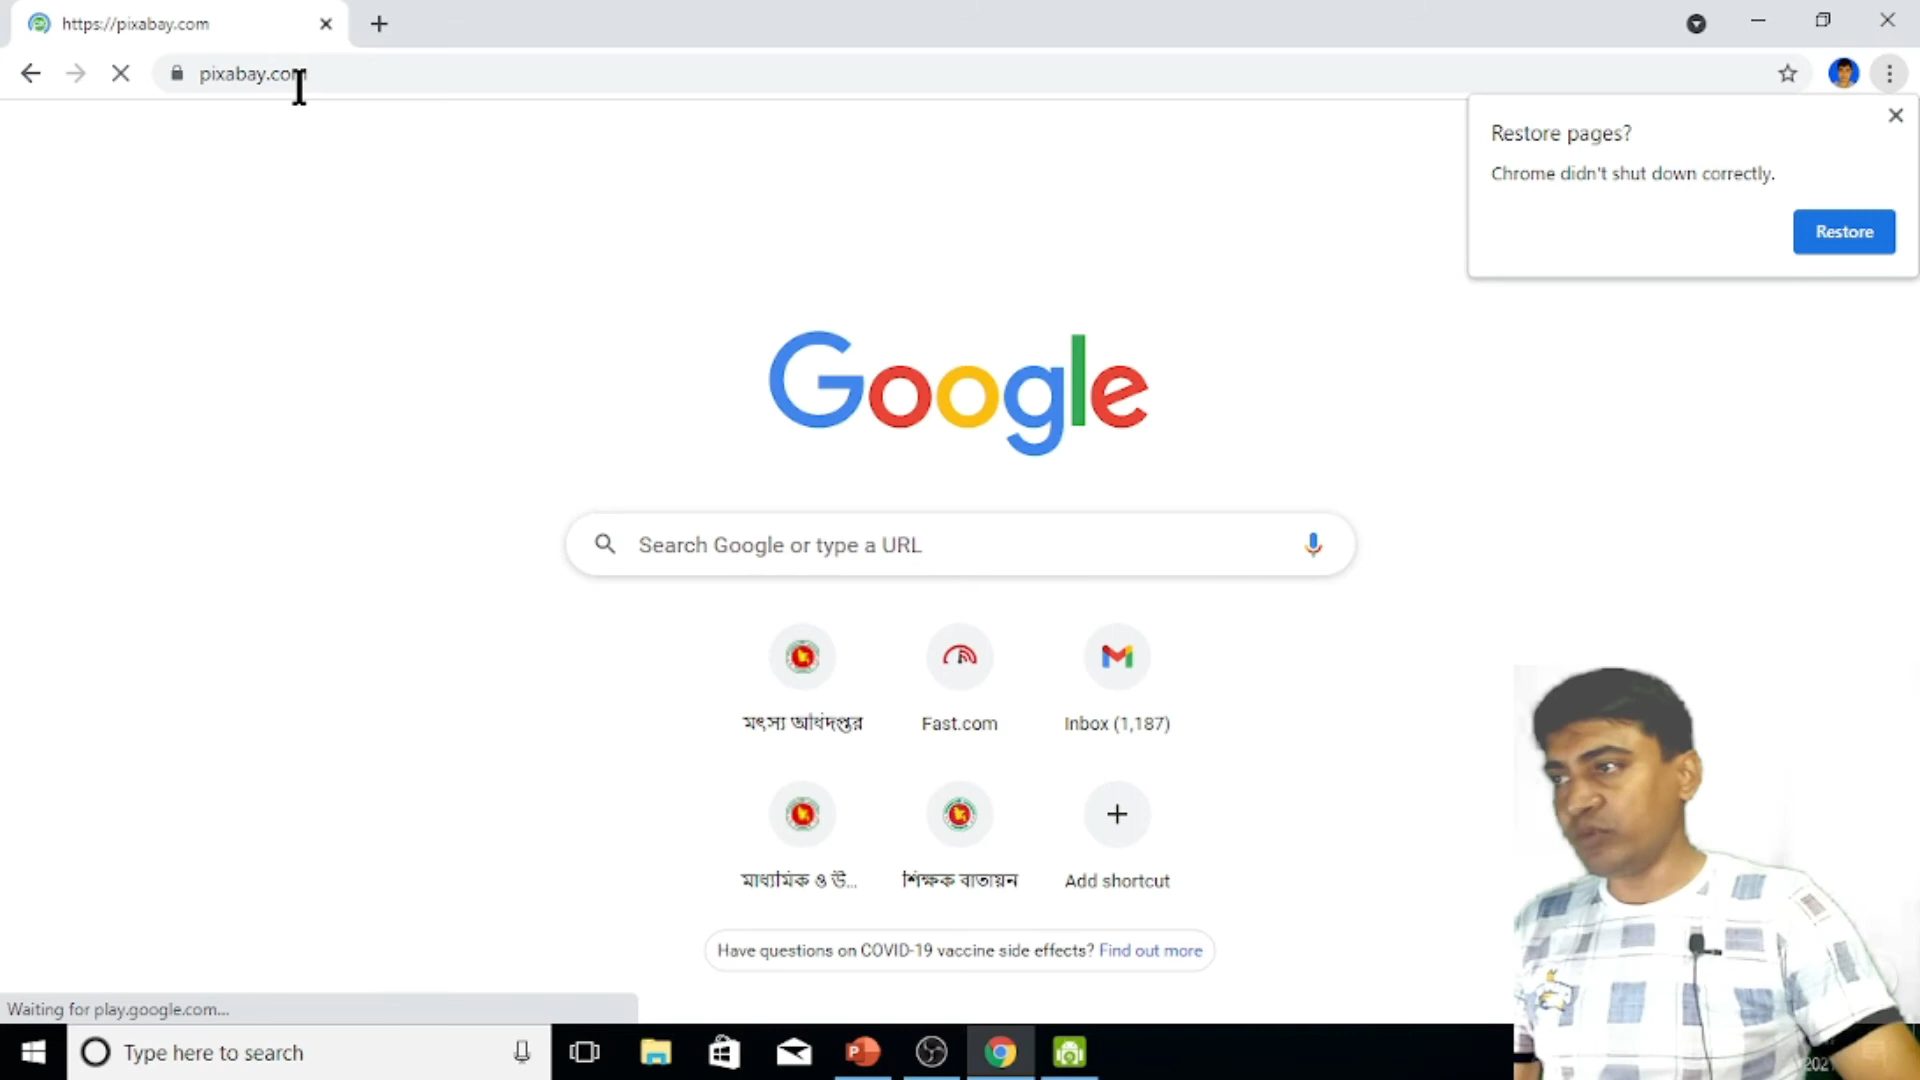 https://pixabay.com
pixabay.com
Restore pages?
Chrome didn't shut down correctly.
Restore
Google
Search Google or type a URL
মৎস্য অধিদপ্তর
Fast.com
Inbox (1,187)
মাধ্যমিক ও উ...
শিক্ষক বাতায়ন
Add shortcut
Have questions on COVID-19 vaccine side effects? Find out more
Waiting for play.google.com...
Type here to search